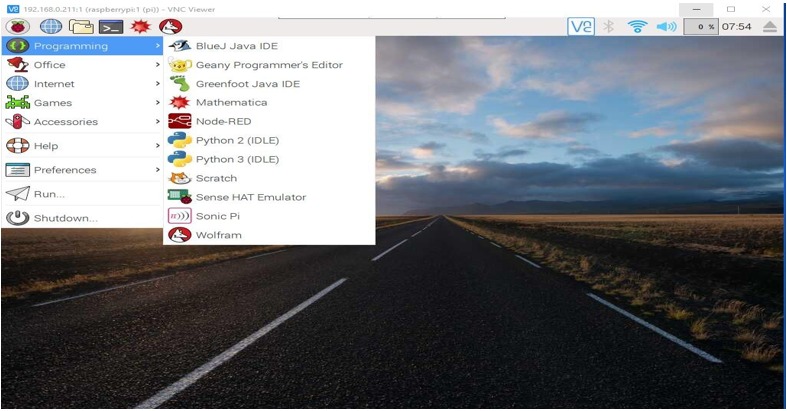 VC 192.168.0.211:1 (raspberrypi:1 (pi)) - VNC Viewer
0 % 07:54
Programming
Office
Internet
Games
Accessories
Help
Preferences
Run...
Shutdown...
BlueJ Java IDE
Geany Programmer's Editor
Greenfoot Java IDE
Mathematica
Node-RED
Python 2 (IDLE)
Python 3 (IDLE)
Scratch
Sense HAT Emulator
Sonic Pi
Wolfram